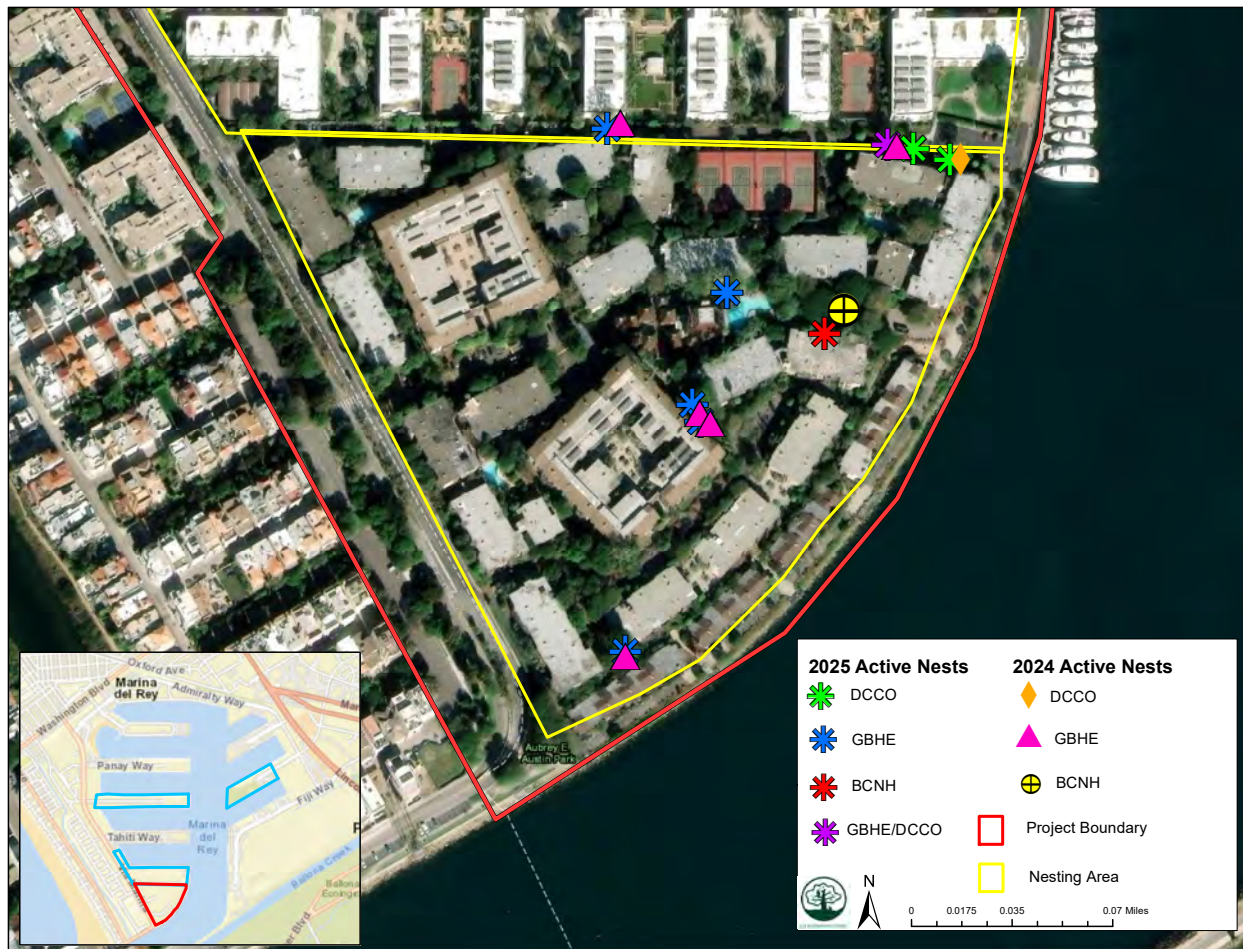 Aubrey E.
Austin Park
Oxford Ave
Marina
del Rey
Admiralty Way
Washington Blvd
Panay Way
Fiji Way
Tahiti Way
Marina
del
Rey
Ballona Creek
2025 Active Nests
2024 Active Nests
DCCO
DCCO
GBHE
GBHE
BCNH
BCNH
GBHE/DCCO
Project Boundary
Nesting Area
N
0 0.0175 0.035 0.07 Miles